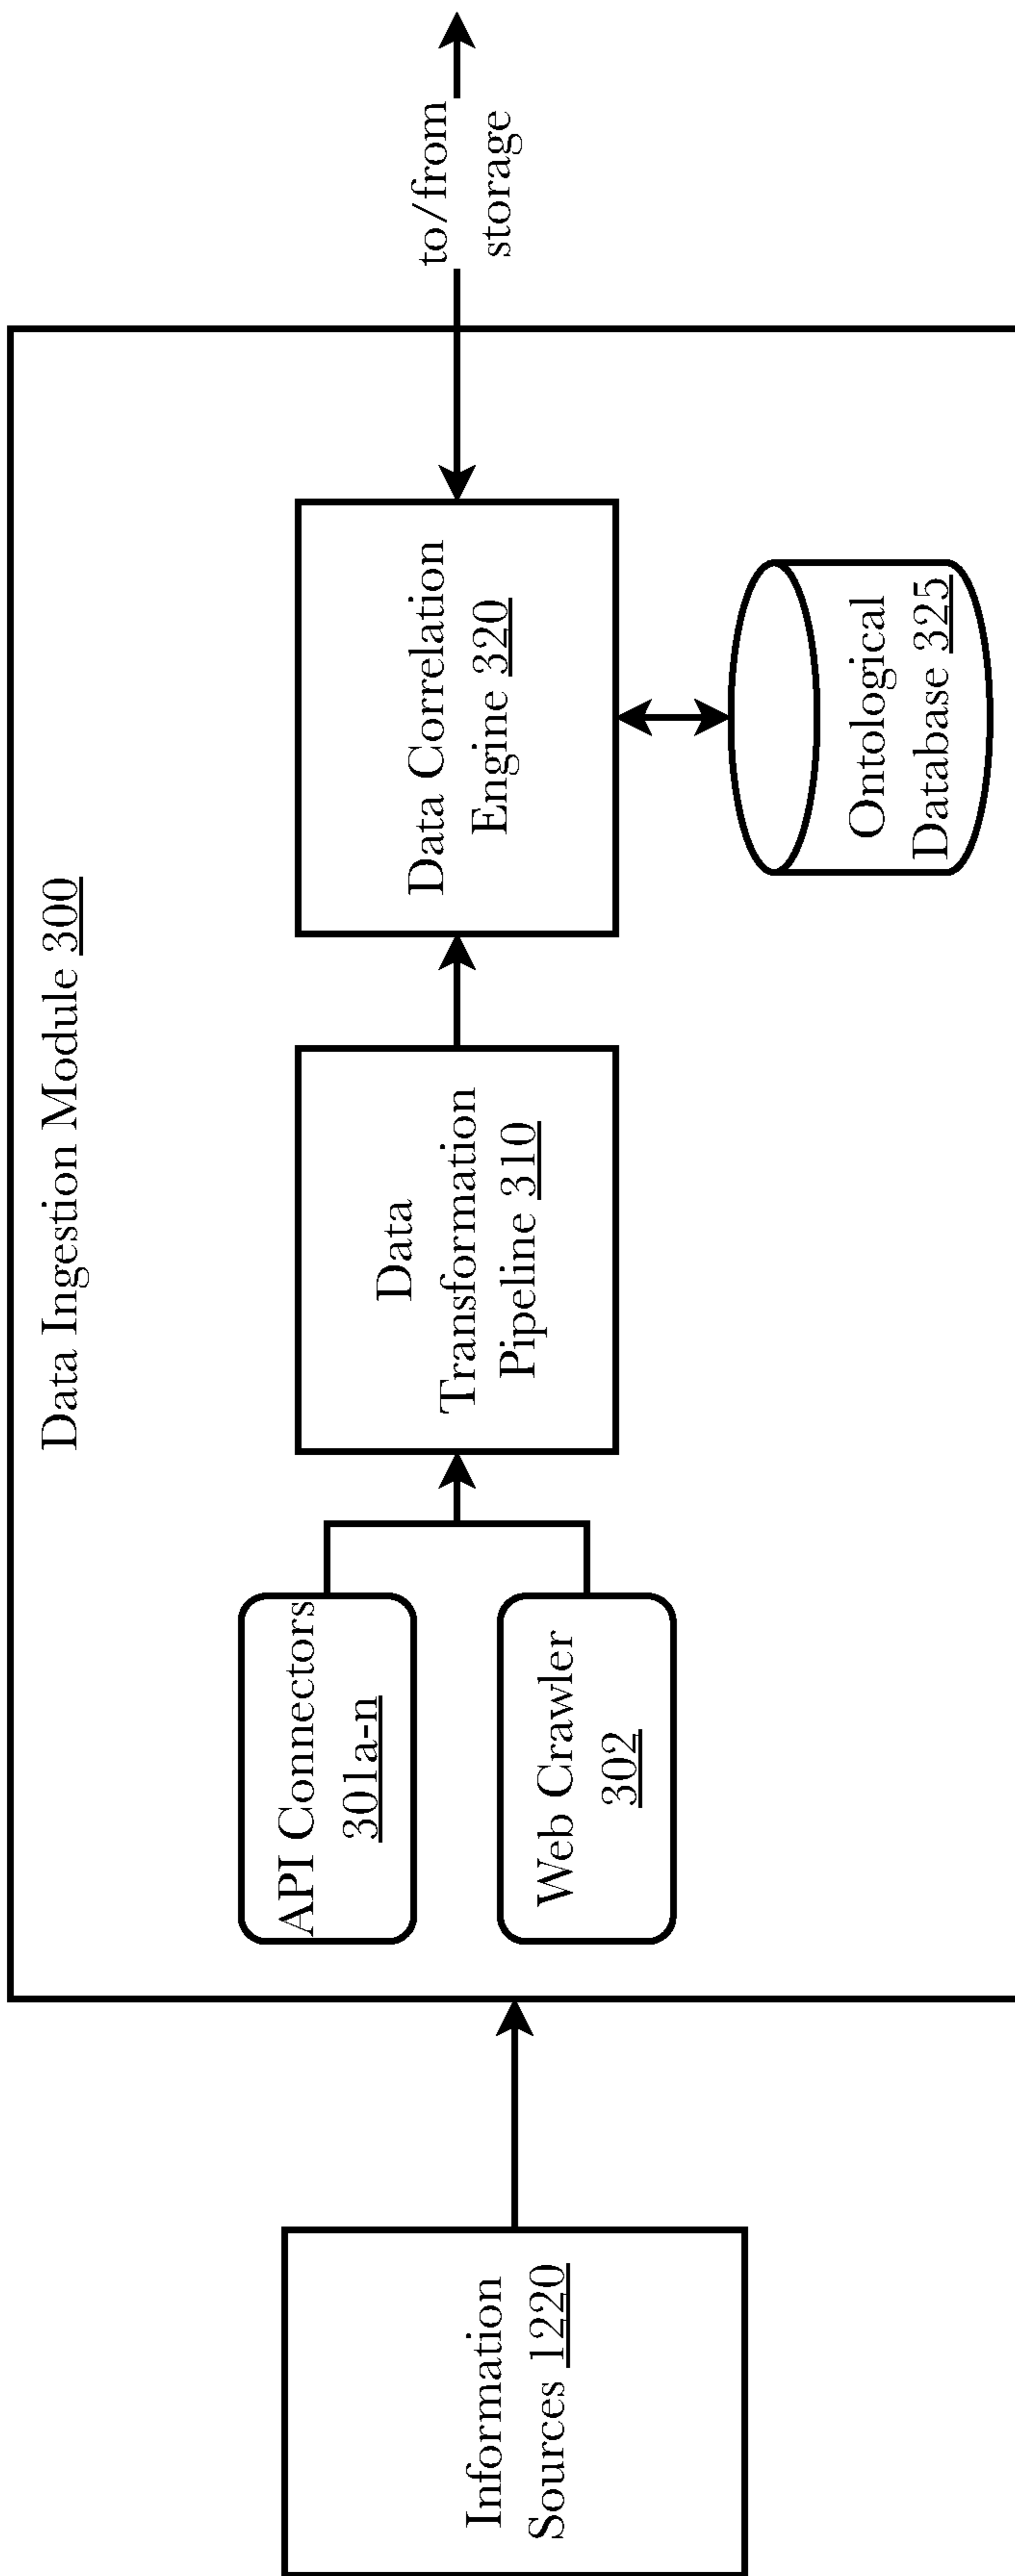 Data Ingestion Module 300
Information
Sources 1220
API Connectors
301a-n
Web Crawler
302
Data
Transformation
Pipeline 310
Data Correlation
Engine 320
Ontological
Database 325
to/from
storage